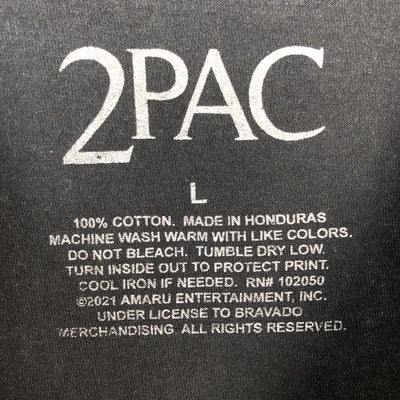 2PAC
L
100% COTTON. MADE IN HONDURAS
MACHINE WASH WARM WITH LIKE COLORS.
DO NOT BLEACH. TUMBLE DRY LOW.
TURN INSIDE OUT TO PROTECT PRINT.
COOL IRON IF NEEDED. RN# 102050
©2021 AMARU ENTERTAINMENT, INC.
UNDER LICENSE TO BRAVADO
MERCHANDISING. ALL RIGHTS RESERVED.